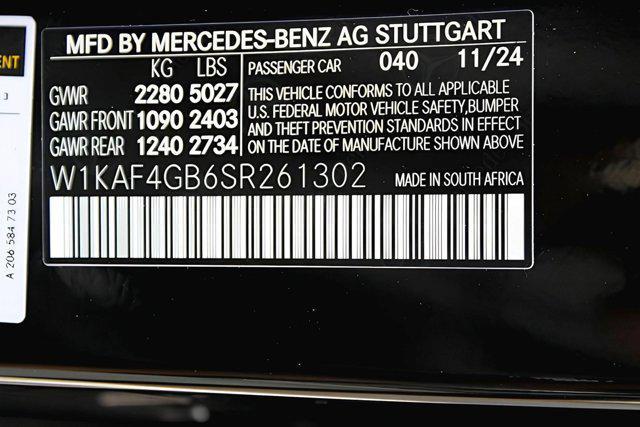 MFD BY MERCEDES-BENZ AG STUTTGART
KG LBS
GVWR 2280 5027
GAWR FRONT 1090 2403
GAWR REAR 1240 2734
PASSENGER CAR 040 11/24
THIS VEHICLE CONFORMS TO ALL APPLICABLE
U.S. FEDERAL MOTOR VEHICLE SAFETY, BUMPER
AND THEFT PREVENTION STANDARDS IN EFFECT
ON THE DATE OF MANUFACTURE SHOWN ABOVE
W1KAF4GB6SR261302 MADE IN SOUTH AFRICA
A 206 584 73 03